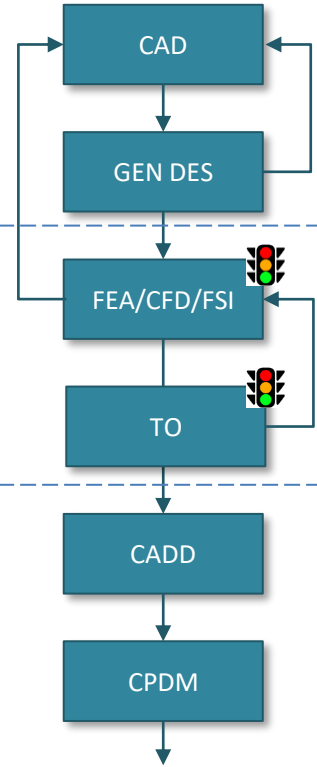 CAD
GEN DES
FEA/CFD/FSI
TO
CADD
CPDM